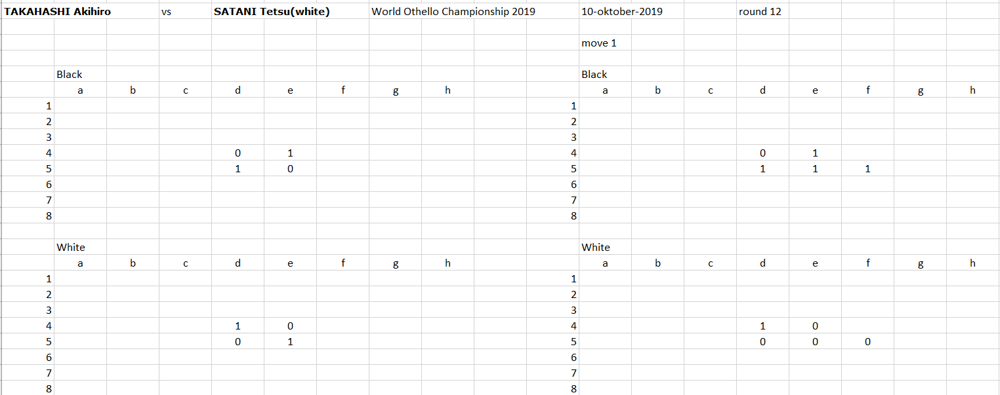 TAKAHASHI Akihiro vs SATANI Tetsu(white) World Othello Championship 2019 10-oktober-2019 round 12
move 1
Black Black
a b c d e f g h a b c d e f g h
1 1
2 2
3 3
4 0 1 4 0 1
5 1 0 5 1 1 1
6 6
7 7
8 8
White White
a b c d e f g h a b c d e f g h
1 1
2 2
3 3
4 1 0 4 1 0
5 0 1 5 0 0 0
6 6
7 7
8 8